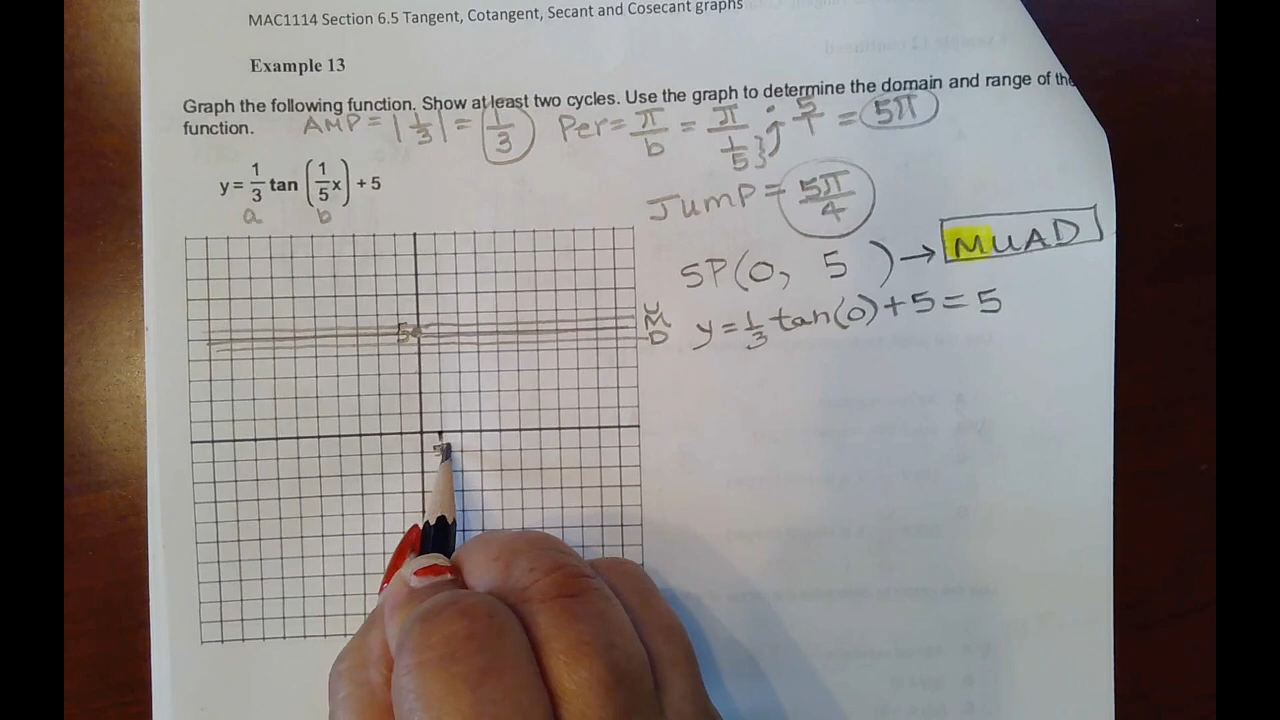 MAC1114 Section 6.5 Tangent, Cotangent, Secant and Cosecant graphs
Example 13
Graph the following function. Show at least two cycles. Use the graph to determine the domain and range of the
function.
AMP = |1/3| = 1/3 Per = π/b = π/(1/5) ; 5/1 = 5π
y = 1/3 tan (1/5 x) + 5
a b
Jump = 5π/4
SP(0, 5) → MUAD
y = 1/3 tan(0) + 5 = 5
U
M
D
5